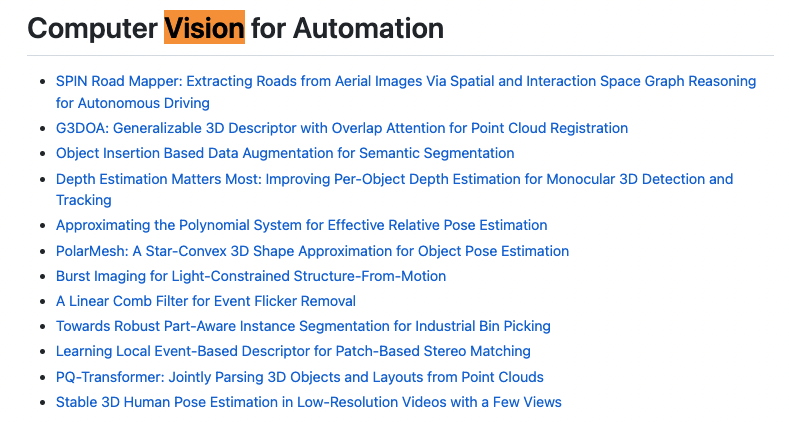 Computer Vision for Automation
SPIN Road Mapper: Extracting Roads from Aerial Images Via Spatial and Interaction Space Graph Reasoning
for Autonomous Driving
G3DOA: Generalizable 3D Descriptor with Overlap Attention for Point Cloud Registration
Object Insertion Based Data Augmentation for Semantic Segmentation
Depth Estimation Matters Most: Improving Per-Object Depth Estimation for Monocular 3D Detection and
Tracking
Approximating the Polynomial System for Effective Relative Pose Estimation
PolarMesh: A Star-Convex 3D Shape Approximation for Object Pose Estimation
Burst Imaging for Light-Constrained Structure-From-Motion
A Linear Comb Filter for Event Flicker Removal
Towards Robust Part-Aware Instance Segmentation for Industrial Bin Picking
Learning Local Event-Based Descriptor for Patch-Based Stereo Matching
PQ-Transformer: Jointly Parsing 3D Objects and Layouts from Point Clouds
Stable 3D Human Pose Estimation in Low-Resolution Videos with a Few Views